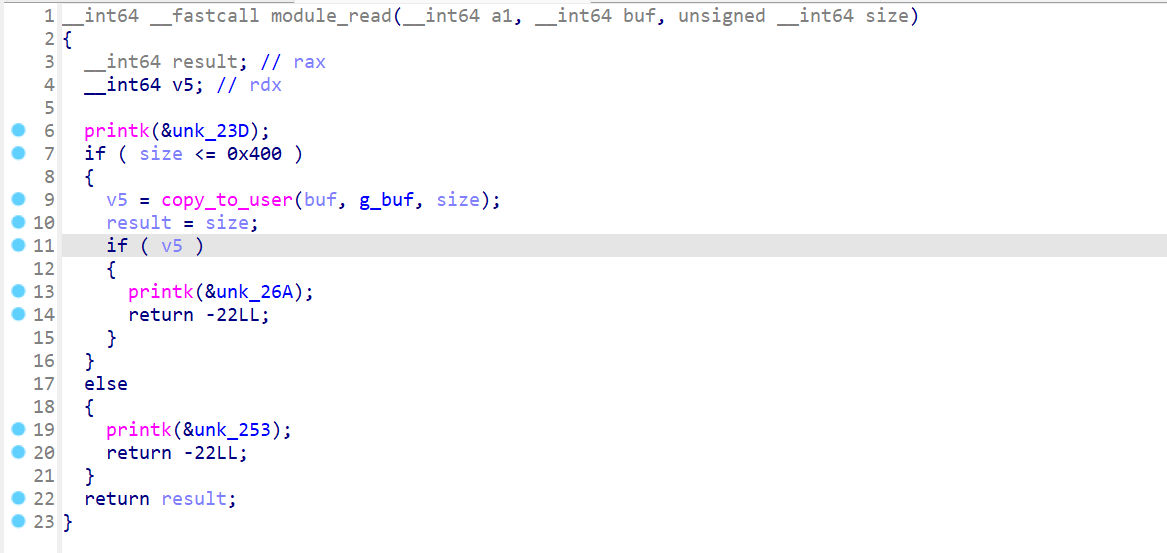 1 __int64 __fastcall module_read(__int64 a1, __int64 buf, unsigned __int64 size)
2 {
3   __int64 result; // rax
4   __int64 v5; // rdx
5
6   printk(&unk_23D);
7   if ( size <= 0x400 )
8   {
9     v5 = copy_to_user(buf, g_buf, size);
10     result = size;
11     if ( v5 )
12     {
13       printk(&unk_26A);
14       return -22LL;
15     }
16   }
17   else
18   {
19     printk(&unk_253);
20     return -22LL;
21   }
22   return result;
23 }